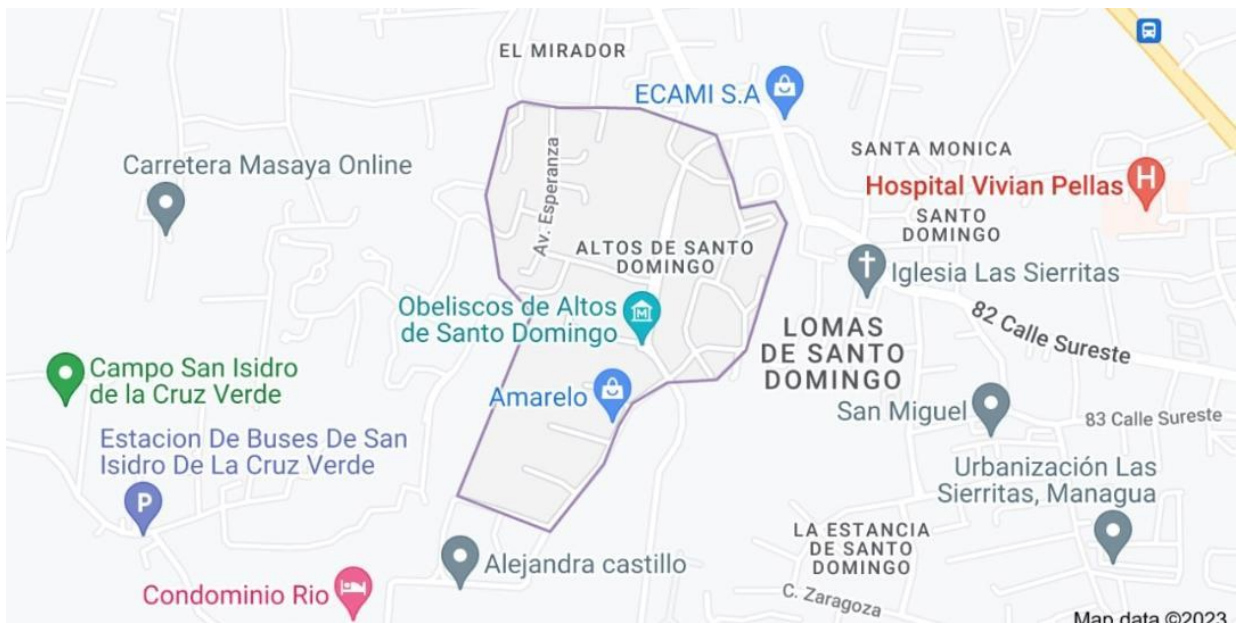 EL MIRADOR
ECAMI S.A
SANTA MONICA
Carretera Masaya Online
Hospital Vivian Pellas
H
Av. Esperanza
SANTO
DOMINGO
ALTOS DE SANTO
DOMINGO
Iglesia Las Sierritas
Obeliscos de Altos
de Santo Domingo
82 Calle Sureste
LOMAS
DE SANTO
DOMINGO
Campo San Isidro
de la Cruz Verde
Amarelo
San Miguel
83 Calle Sureste
Estacion De Buses De San
Isidro De La Cruz Verde
P
Urbanización Las
Sierritas, Managua
LA ESTANCIA
DE SANTO
DOMINGO
Alejandra castillo
Condominio Rio
C. Zaragoza
Map data ©2023